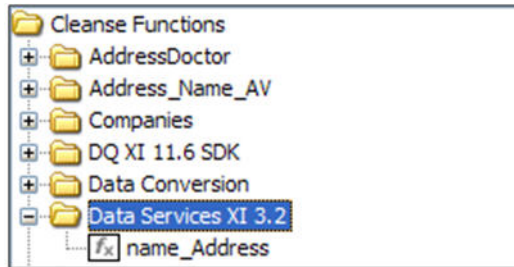 Cleanse Functions
AddressDoctor
Address_Name_AV
Companies
DQ XI 11.6 SDK
Data Conversion
Data Services XI 3.2
fx name_Address